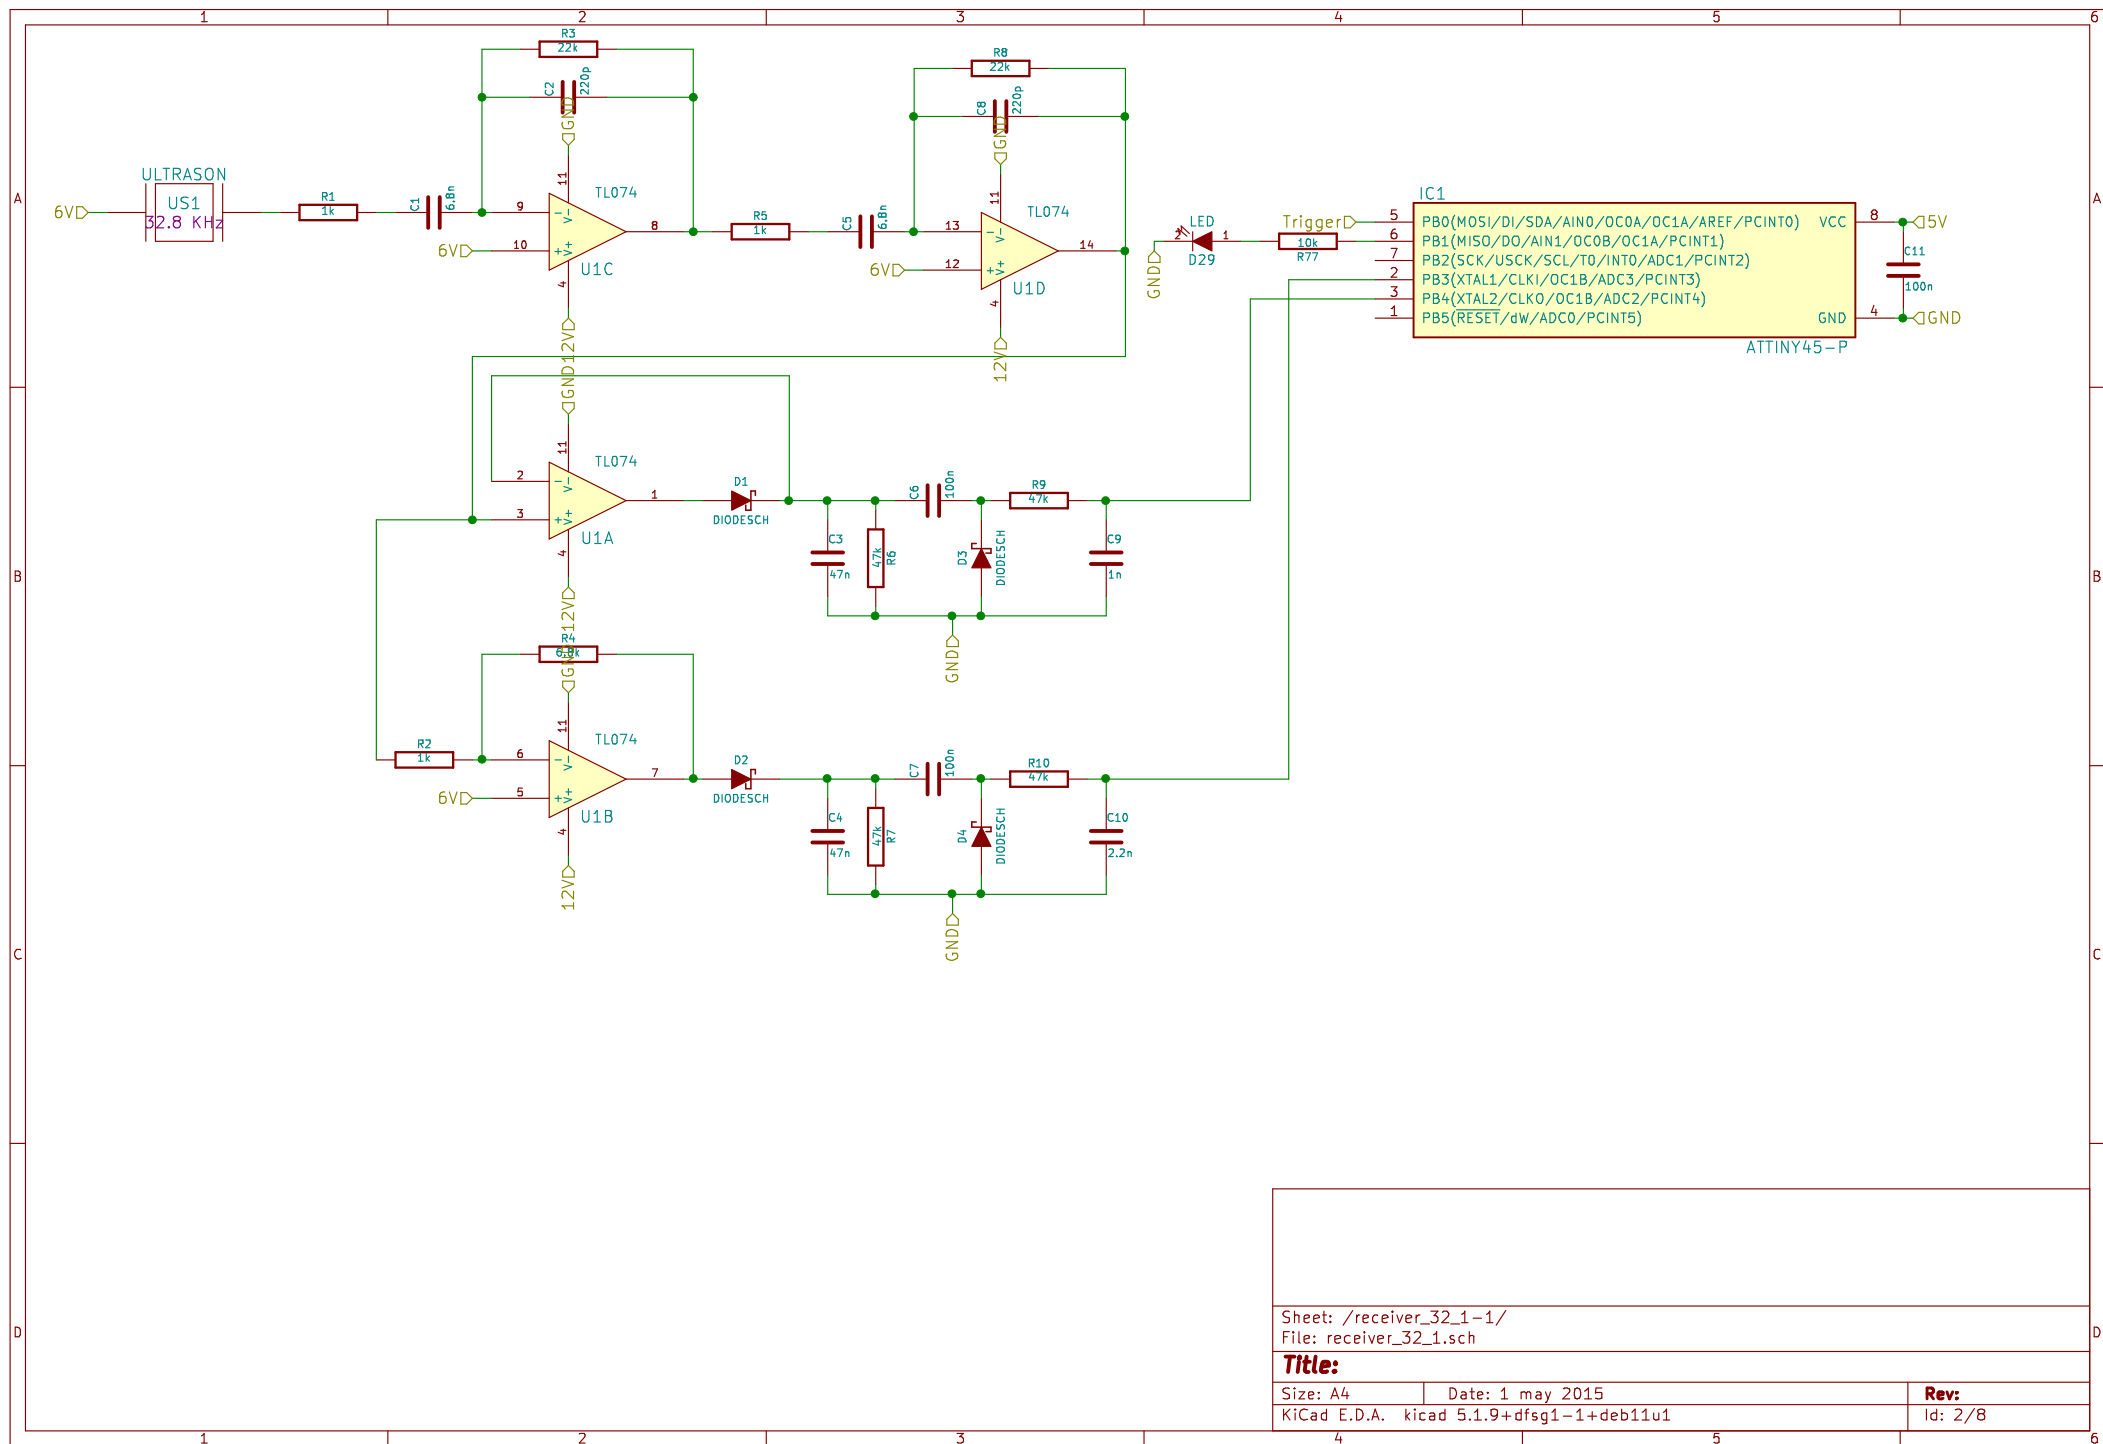 1 2 3 4 5 6
A
B
C
D
A
B
C
D
1 2 3 4 5 6
R3
22k
C2
220p
GND
ULTRASON
US1
32.8 KHz
6V
R1
1k
C1
6.8n
9
10
8
11
4
TL074
U1C
6V
12V
R5
1k
C5
6.8n
R8
22k
C8
220p
GND
13
12
14
11
4
TL074
U1D
6V
12V
LED
2
1
D29
GND
10k
R77
Trigger
IC1
5
6
7
2
3
1
PB0(MOSI/DI/SDA/AIN0/OC0A/OC1A/AREF/PCINT0)
PB1(MISO/DO/AIN1/OC0B/OC1A/PCINT1)
PB2(SCK/USCK/SCL/T0/INT0/ADC1/PCINT2)
PB3(XTAL1/CLKI/OC1B/ADC3/PCINT3)
PB4(XTAL2/CLKO/OC1B/ADC2/PCINT4)
PB5(RESET/dW/ADC0/PCINT5)
VCC
GND
8
4
ATTINY45-P
5V
GND
C11
100n
GND
2
3
1
11
4
TL074
U1A
12V
D1
DIODESCH
C3
47n
47k
R6
C6
100n
D3
DIODESCH
R9
47k
C9
1n
GND
R4
6.8k
GND
R2
1k
6
5
7
11
4
TL074
U1B
6V
12V
D2
DIODESCH
C4
47n
47k
R7
C7
100n
D4
DIODESCH
R10
47k
C10
2.2n
GND
V-
V+
V-
V+
V-
V+
V-
V+
Sheet: /receiver_32_1-1/
File: receiver_32_1.sch
Title:
Size: A4 Date: 1 may 2015 Rev:
KiCad E.D.A. kicad 5.1.9+dfsg1-1+deb11u1 Id: 2/8